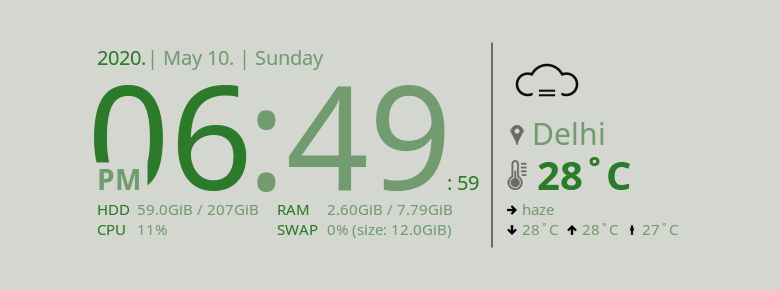 2020. | May 10. | Sunday
06:49 :59
PM
HDD 59.0GiB / 207GiB RAM 2.60GiB / 7.79GiB
CPU 11% SWAP 0% (size: 12.0GiB)
Delhi
28˚C
haze
28˚C 28˚C 27˚C